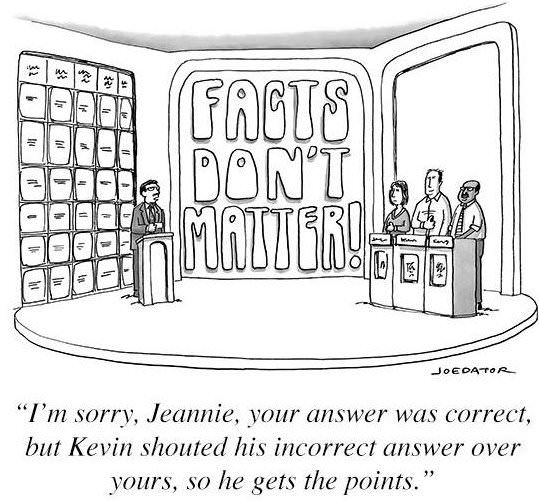 FACTS
DON'T
MATTER!
JOEDATOR
“I’m sorry, Jeannie, your answer was correct,
but Kevin shouted his incorrect answer over
yours, so he gets the points.”